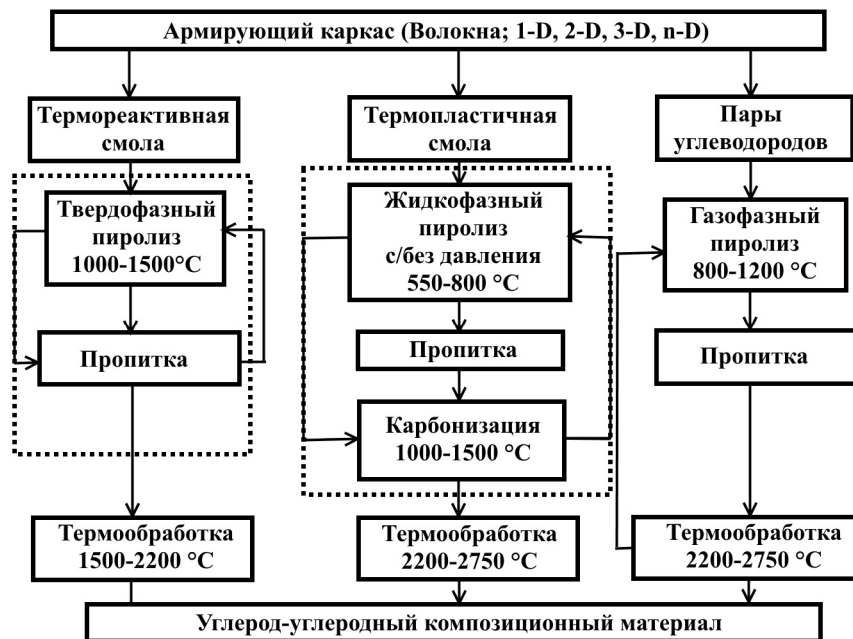 Армирующий каркас (Волокна; 1-D, 2-D, 3-D, n-D)
Термореактивная
смола
Термопластичная
смола
Пары
углеводородов
Твердофазный
пиролиз
1000-1500°C
Жидкофазный
пиролиз
с/без давления
550-800 °C
Газофазный
пиролиз
800-1200 °C
Пропитка
Пропитка
Пропитка
Карбонизация
1000-1500 °C
Термообработка
1500-2200 °C
Термообработка
2200-2750 °C
Термообработка
2200-2750 °C
Углерод-углеродный композиционный материал